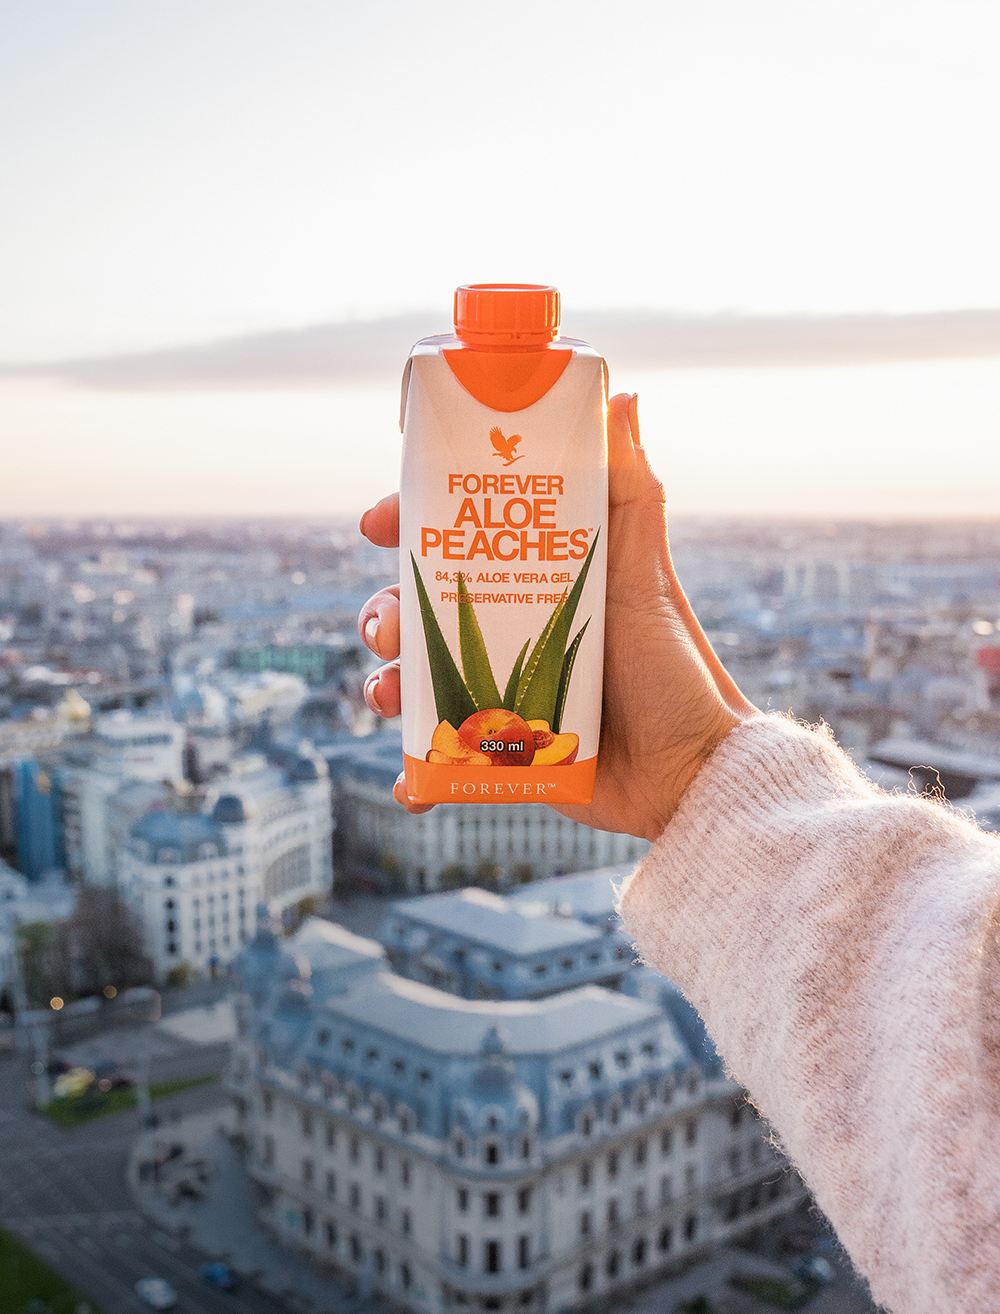 FOREVER
ALOE
PEACHES™
84,3% ALOE VERA GEL
PRESERVATIVE FREE
330 ml
FOREVER™